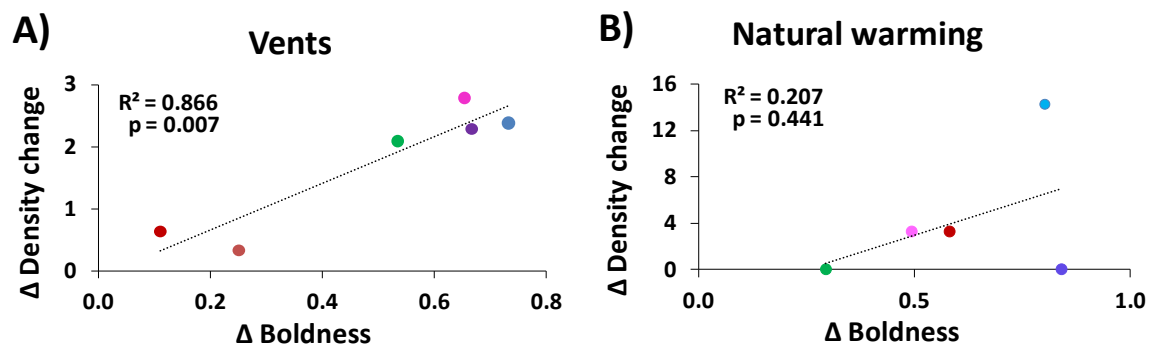 A)
Vents
R² = 0.866
p = 0.007
Δ Density change
3
2
1
0
0.0 0.2 0.4 0.6 0.8
Δ Boldness
B)
Natural warming
R² = 0.207
p = 0.441
Δ Density change
16
12
8
4
0
0.0 0.5 1.0
Δ Boldness